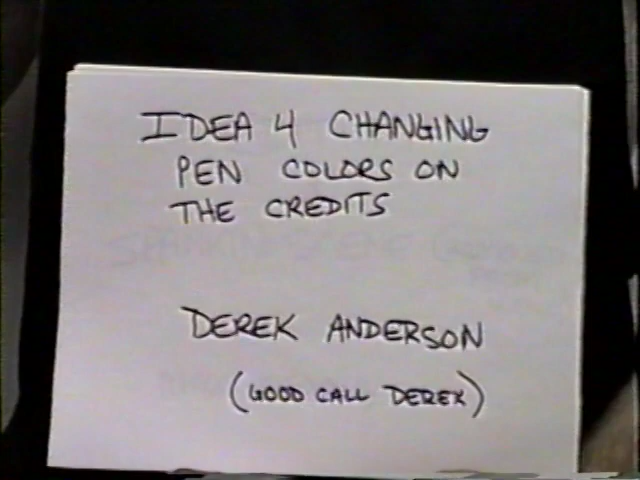 IDEA 4 CHANGING
PEN COLORS ON
THE CREDITS
DEREK ANDERSON
(GOOD CALL DEREK)